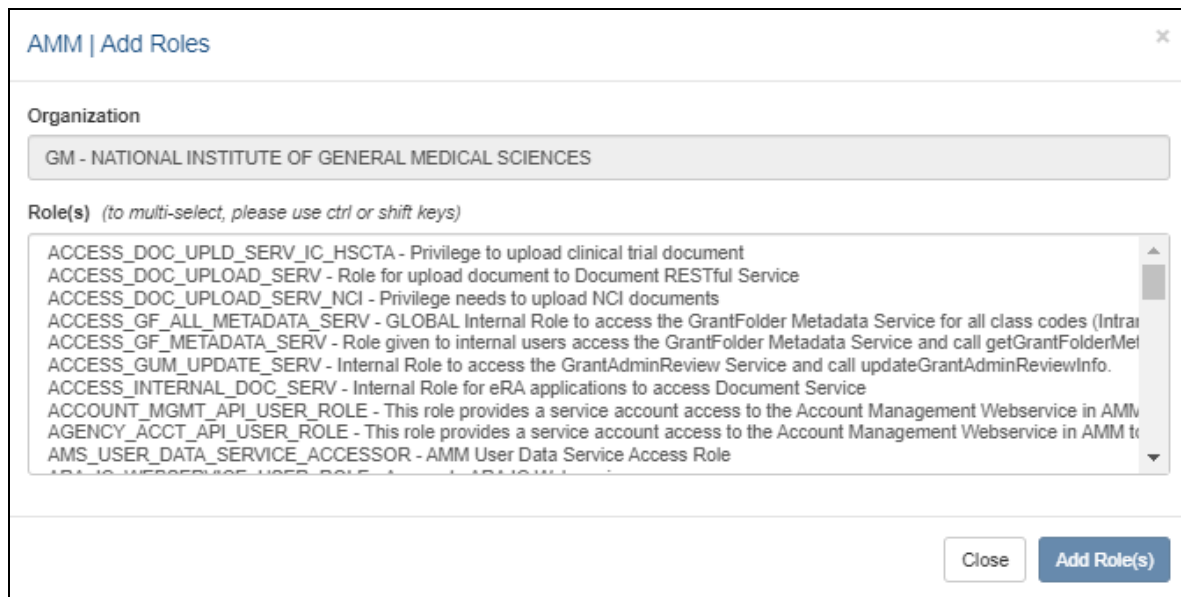 AMM | Add Roles
×
Organization
GM - NATIONAL INSTITUTE OF GENERAL MEDICAL SCIENCES
Role(s) (to multi-select, please use ctrl or shift keys)
ACCESS_DOC_UPLD_SERV_IC_HSCTA - Privilege to upload clinical trial document
ACCESS_DOC_UPLOAD_SERV - Role for upload document to Document RESTful Service
ACCESS_DOC_UPLOAD_SERV_NCI - Privilege needs to upload NCI documents
ACCESS_GF_ALL_METADATA_SERV - GLOBAL Internal Role to access the GrantFolder Metadata Service for all class codes (Intrar
ACCESS_GF_METADATA_SERV - Role given to internal users access the GrantFolder Metadata Service and call getGrantFolderMet
ACCESS_GUM_UPDATE_SERV - Internal Role to access the GrantAdminReview Service and call updateGrantAdminReviewInfo.
ACCESS_INTERNAL_DOC_SERV - Internal Role for eRA applications to access Document Service
ACCOUNT_MGMT_API_USER_ROLE - This role provides a service account access to the Account Management Webservice in AMM
AGENCY_ACCT_API_USER_ROLE - This role provides a service account access to the Account Management Webservice in AMM to
AMS_USER_DATA_SERVICE_ACCESSOR - AMM User Data Service Access Role
Close
Add Role(s)